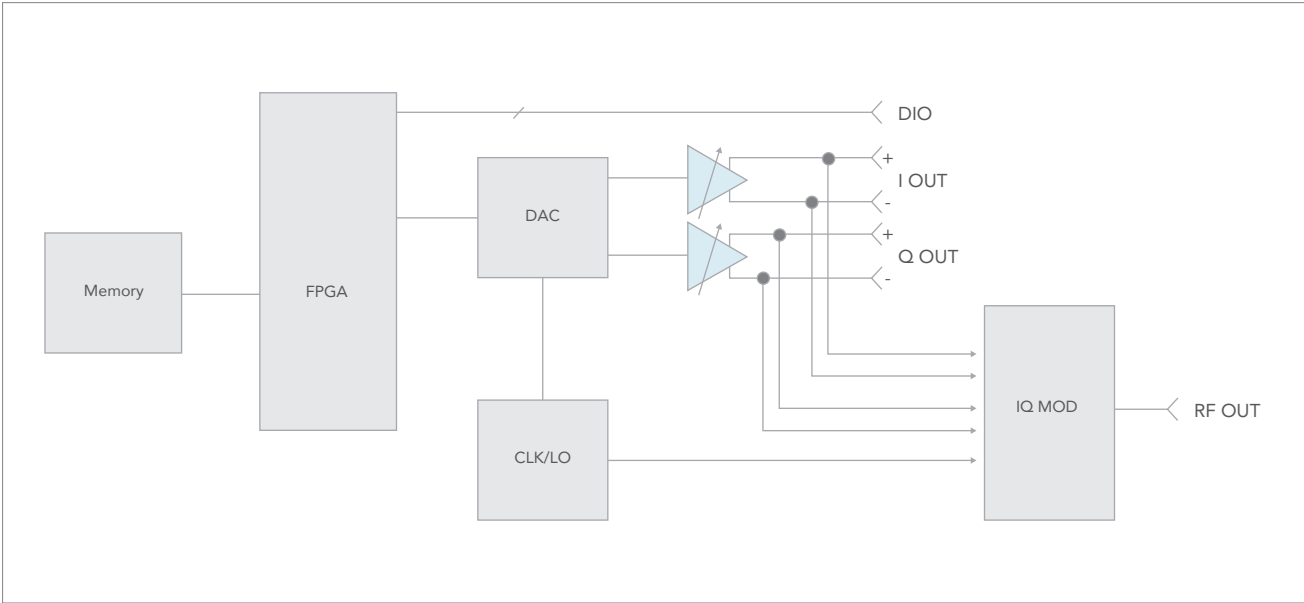 DIO
+
I OUT
-
+
Q OUT
-
DAC
Memory
FPGA
IQ MOD
RF OUT
CLK/LO